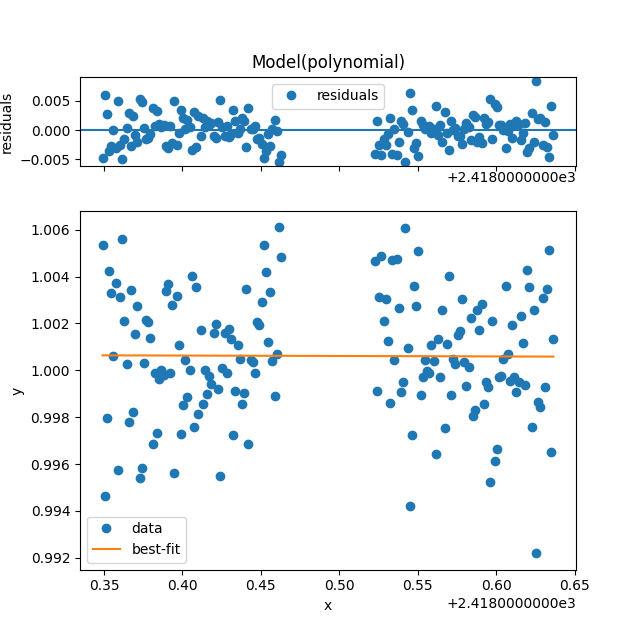 Model(polynomial)
residuals
0.005
0.000
−0.005
residuals
+2.4180000000e3
y
1.006
1.004
1.002
1.000
0.998
0.996
0.994
0.992
data
best-fit
0.35 0.40 0.45 0.50 0.55 0.60 0.65
x
+2.4180000000e3